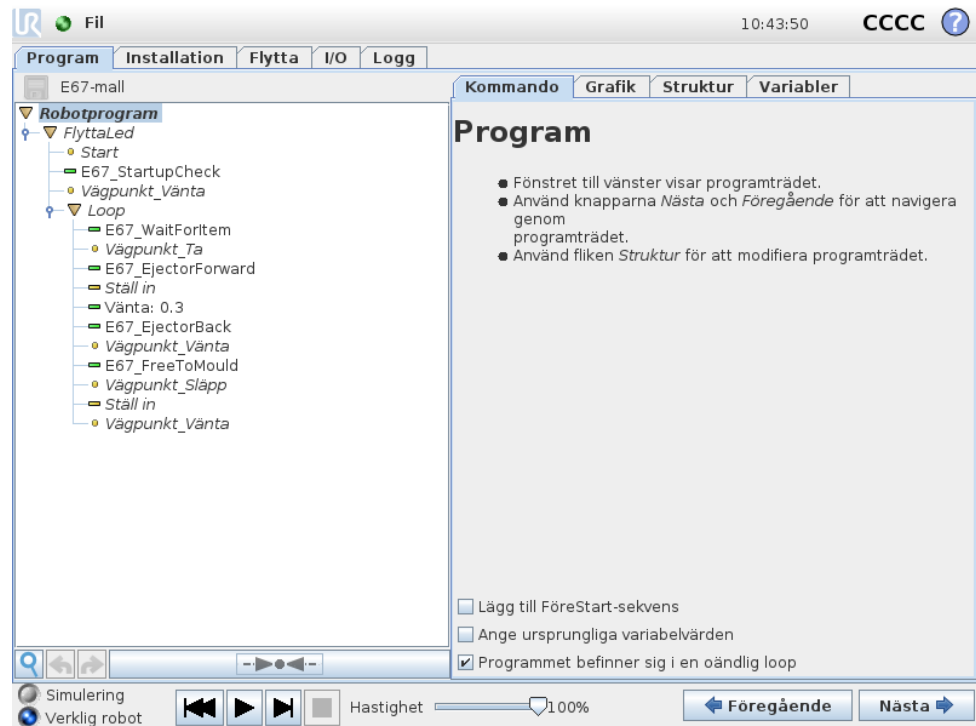 UR Fil 10:43:50 CCCC ?
Program Installation Flytta I/O Logg
E67-mall
Kommando Grafik Struktur Variabler
Robotprogram
FlyttaLed
Start
E67_StartupCheck
Vägpunkt_Vänta
Loop
E67_WaitForItem
Vägpunkt_Ta
E67_EjectorForward
Ställ in
Vänta: 0.3
E67_EjectorBack
Vägpunkt_Vänta
E67_FreeToMould
Vägpunkt_Släpp
Ställ in
Vägpunkt_Vänta
Program
Fönstret till vänster visar programträdet.
Använd knapparna Nästa och Föregående för att navigera
genom
programträdet.
Använd fliken Struktur för att modifiera programträdet.
Lägg till FöreStart-sekvens
Ange ursprungliga variabelvärden
Programmet befinner sig i en oändlig loop
Simulering
Verklig robot
Hastighet 100%
Föregående Nästa